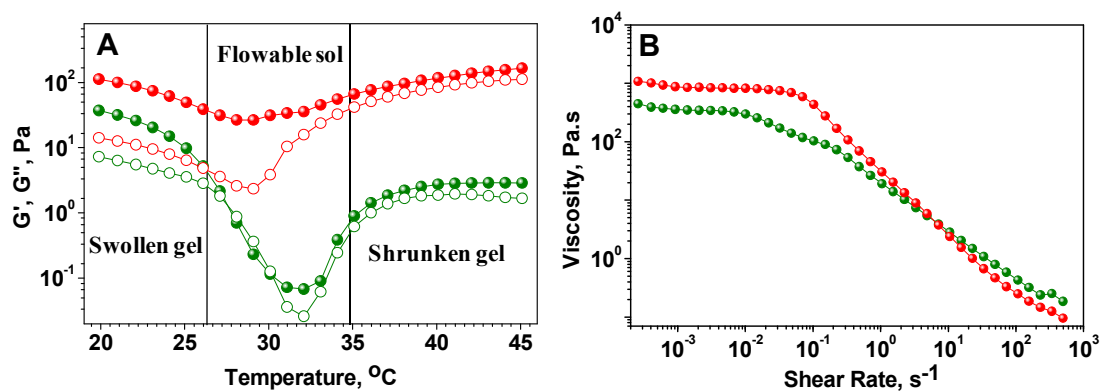 A
Flowable sol
Swollen gel
Shrunken gel
G', G'', Pa
10²
10¹
10⁰
10⁻¹
20 25 30 35 40 45
Temperature, ⁰C
B
Viscosity, Pa.s
10⁴
10²
10⁰
10⁻³ 10⁻² 10⁻¹ 10⁰ 10¹ 10² 10³
Shear Rate, s⁻¹